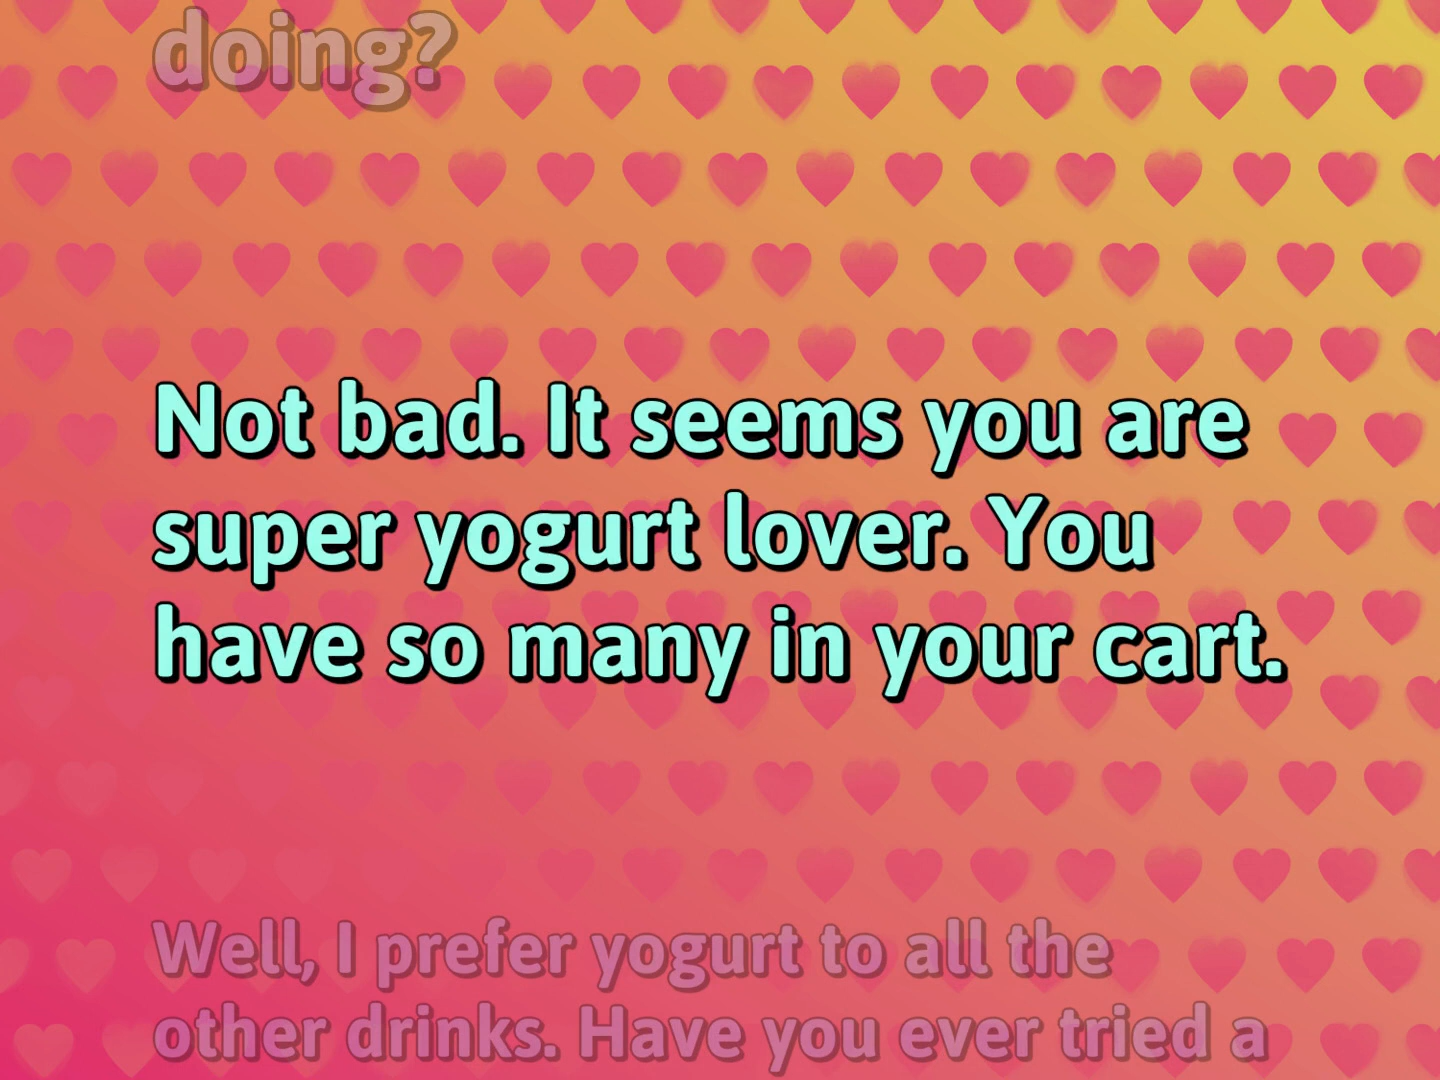 doing?
Not bad. It seems you are
super yogurt lover. You
have so many in your cart.
Well, I prefer yogurt to all the
other drinks. Have you ever tried a